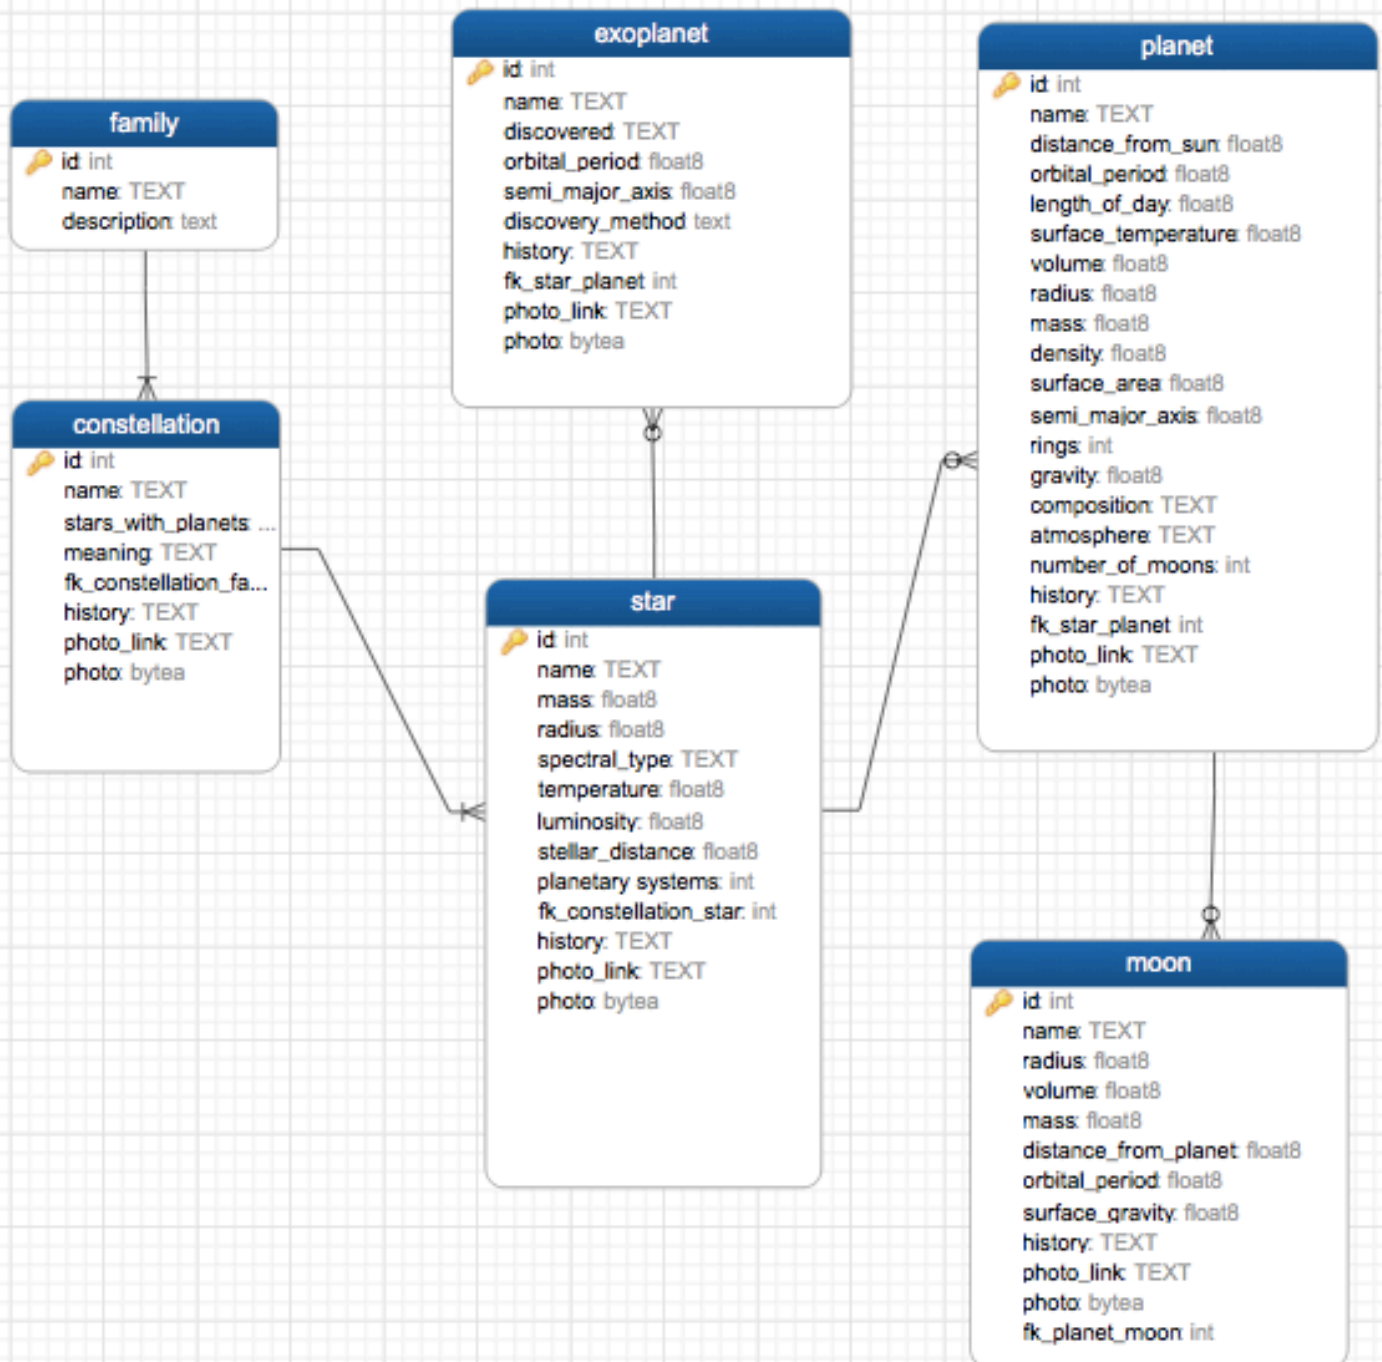 family
id: int
name: TEXT
description: text
constellation
id: int
name: TEXT
stars_with_planets: ...
meaning: TEXT
fk_constellation_fa...
history: TEXT
photo_link: TEXT
photo: bytea
exoplanet
id: int
name: TEXT
discovered: TEXT
orbital_period: float8
semi_major_axis: float8
discovery_method: text
history: TEXT
fk_star_planet: int
photo_link: TEXT
photo: bytea
star
id: int
name: TEXT
mass: float8
radius: float8
spectral_type: TEXT
temperature: float8
luminosity: float8
stellar_distance: float8
planetary systems: int
fk_constellation_star: int
history: TEXT
photo_link: TEXT
photo: bytea
planet
id: int
name: TEXT
distance_from_sun: float8
orbital_period: float8
length_of_day: float8
surface_temperature: float8
volume: float8
radius: float8
mass: float8
density: float8
surface_area: float8
semi_major_axis: float8
rings: int
gravity: float8
composition: TEXT
atmosphere: TEXT
number_of_moons: int
history: TEXT
fk_star_planet: int
photo_link: TEXT
photo: bytea
moon
id: int
name: TEXT
radius: float8
volume: float8
mass: float8
distance_from_planet: float8
orbital_period: float8
surface_gravity: float8
history: TEXT
photo_link: TEXT
photo: bytea
fk_planet_moon: int